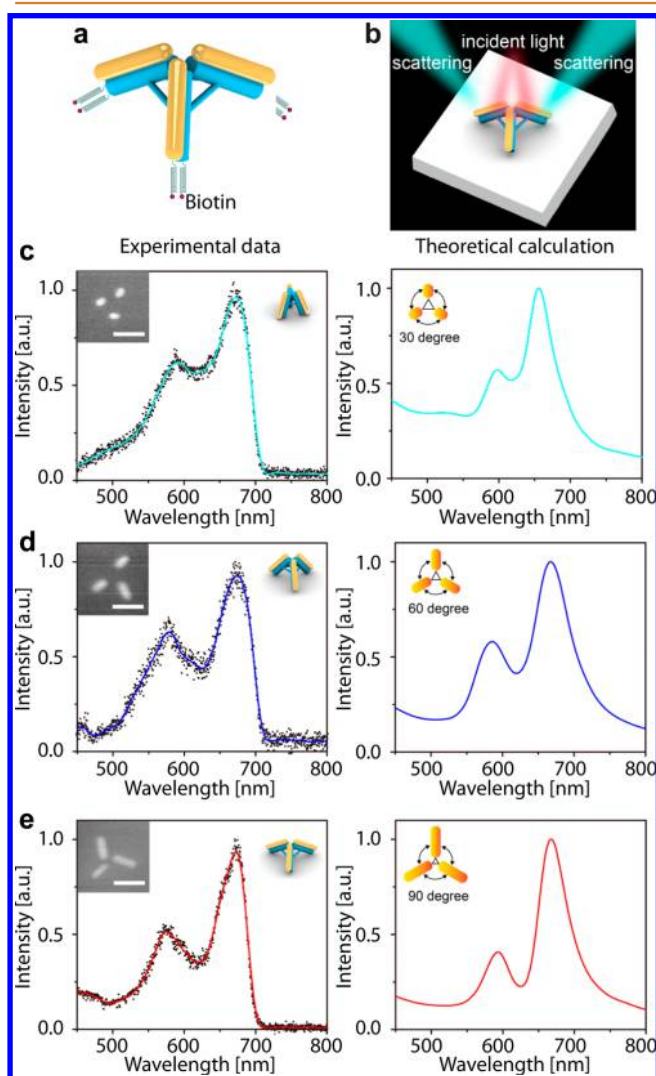 a
Biotin
b
incident light
scattering
scattering
Experimental data
Theoretical calculation
c
Intensity [a.u.]
1.0
0.5
0.0
500 600 700 800
Wavelength [nm]
Intensity [a.u.]
1.0
0.5
0.0
30 degree
500 600 700 800
Wavelength [nm]
d
Intensity [a.u.]
1.0
0.5
0.0
500 600 700 800
Wavelength [nm]
Intensity [a.u.]
1.0
0.5
0.0
60 degree
500 600 700 800
Wavelength [nm]
e
Intensity [a.u.]
1.0
0.5
0.0
500 600 700 800
Wavelength [nm]
Intensity [a.u.]
1.0
0.5
0.0
90 degree
500 600 700 800
Wavelength [nm]